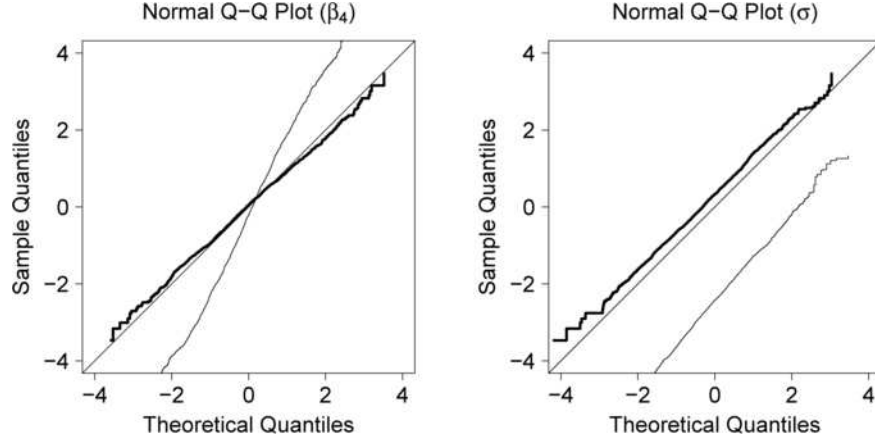 Normal Q−Q Plot (β₄)
4
2
0
−2
−4
Sample Quantiles
−4 −2 0 2 4
Theoretical Quantiles
Normal Q−Q Plot (σ)
4
2
0
−2
−4
Sample Quantiles
−4 −2 0 2 4
Theoretical Quantiles